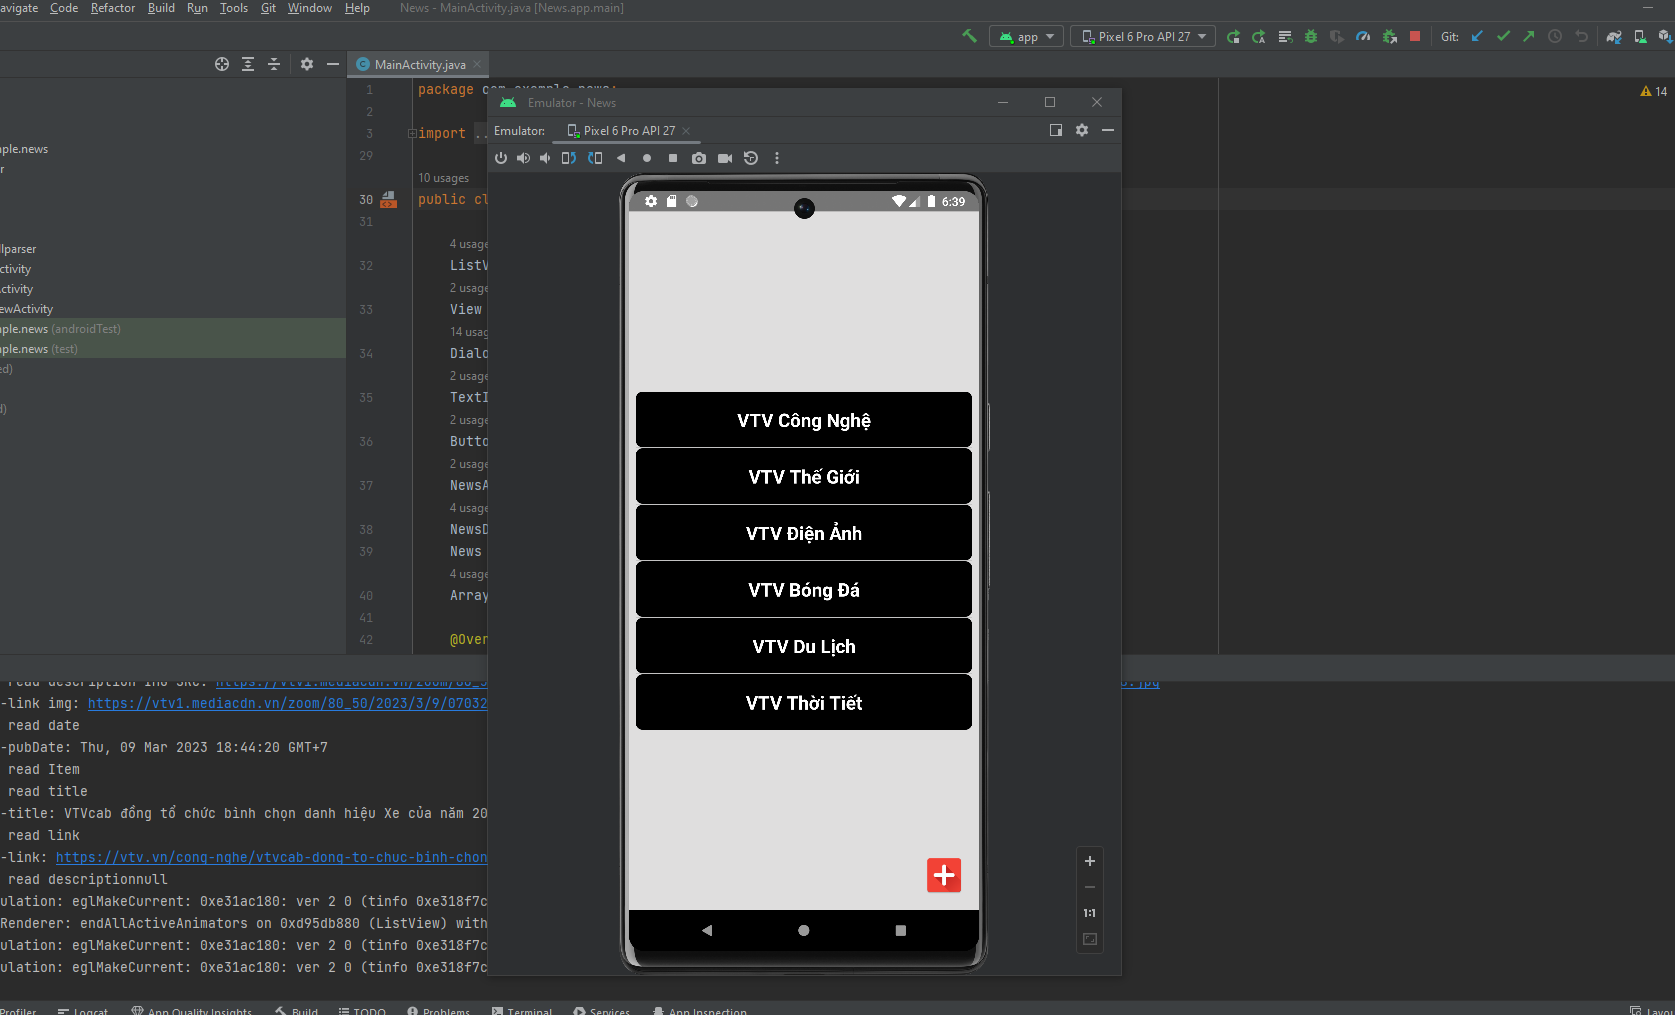 Code Refactor Build Run Tools Git Window Help News - MainActivity.java [News.app.main]
app Pixel 6 Pro API 27 Git:
MainActivity.java
1 package
2
3 import ...
29
10 usages
30 public cl
31
4 usage
32 ListV
2 usage
33 View
14 usag
34 Dialo
2 usage
35 TextI
2 usage
36 Butto
2 usage
37 NewsA
4 usage
38 NewsD
39 News
4 usage
40 Array
41
42 @Over
14
ple.news
r
llparser
ctivity
ctivity
ewActivity
ple.news (androidTest)
ple.news (test)
ed)
d)
Emulator - News
Emulator: Pixel 6 Pro API 27
6:39
VTV Công Nghệ
VTV Thế Giới
VTV Điện Ảnh
VTV Bóng Đá
VTV Du Lịch
VTV Thời Tiết
1:1
-link img: https://vtv1.mediacdn.vn/zoom/80_50/2023/3/9/07032
read date
-pubDate: Thu, 09 Mar 2023 18:44:20 GMT+7
read Item
read title
-title: VTVcab đồng tổ chức bình chọn danh hiệu Xe của năm 20
read link
-link: https://vtv.vn/cong-nghe/vtvcab-dong-to-chuc-binh-chon
read descriptionnull
ulation: eglMakeCurrent: 0xe31ac180: ver 2 0 (tinfo 0xe318f7c
Renderer: endAllActiveAnimators on 0xd95db880 (ListView) with
ulation: eglMakeCurrent: 0xe31ac180: ver 2 0 (tinfo 0xe318f7c
ulation: eglMakeCurrent: 0xe31ac180: ver 2 0 (tinfo 0xe318f7c
Profiler Logcat App Quality Insights Build TODO Problems Terminal Services App Inspection Layou